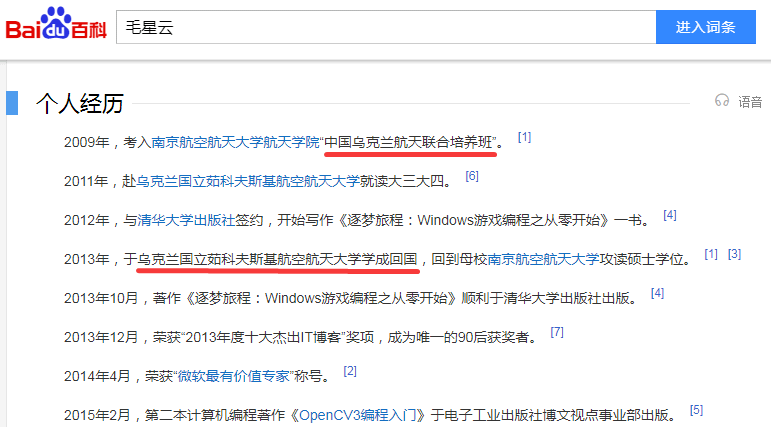 Bai du 百科
毛星云
进入词条
个人经历
语音
2009年，考入南京航空航天大学航天学院“中国乌克兰航天联合培养班”。 [1]
2011年，赴乌克兰国立茹科夫斯基航空航天大学就读大三大四。 [6]
2012年，与清华大学出版社签约，开始写作《逐梦旅程：Windows游戏编程之从零开始》一书。 [4]
2013年，于乌克兰国立茹科夫斯基航空航天大学学成回国，回到母校南京航空航天大学攻读硕士学位。 [1] [3]
2013年10月，著作《逐梦旅程：Windows游戏编程之从零开始》顺利于清华大学出版社出版。 [4]
2013年12月，荣获“2013年度十大杰出IT博客”奖项，成为唯一的90后获奖者。 [7]
2014年4月，荣获“微软最有价值专家”称号。 [2]
2015年2月，第二本计算机编程著作《OpenCV3编程入门》于电子工业出版社博文视点事业部出版。 [5]